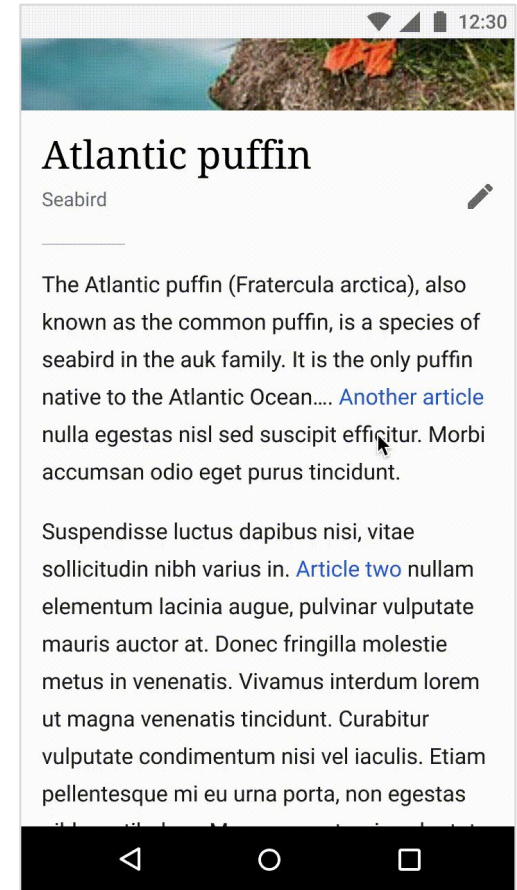 12:30
Atlantic puffin
Seabird
The Atlantic puffin (Fratercula arctica), also
known as the common puffin, is a species of
seabird in the auk family. It is the only puffin
native to the Atlantic Ocean.... Another article
nulla egestas nisl sed suscipit efficitur. Morbi
accumsan odio eget purus tincidunt.
Suspendisse luctus dapibus nisi, vitae
sollicitudin nibh varius in. Article two nullam
elementum lacinia augue, pulvinar vulputate
mauris auctor at. Donec fringilla molestie
metus in venenatis. Vivamus interdum lorem
ut magna venenatis tincidunt. Curabitur
vulputate condimentum nisi vel iaculis. Etiam
pellentesque mi eu urna porta, non egestas